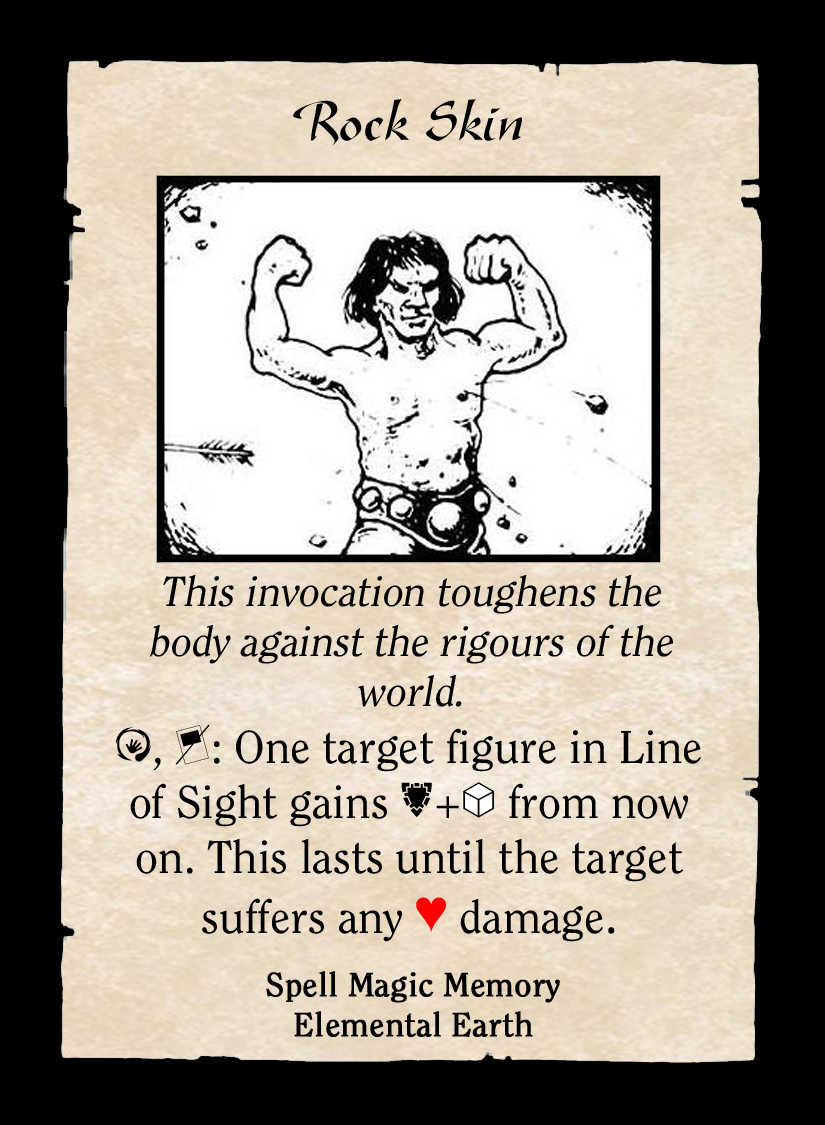 Rock Skin
This invocation toughens the
body against the rigours of the
world.
, : One target figure in Line
of Sight gains + from now
on. This lasts until the target
suffers any ♥ damage.
Spell Magic Memory
Elemental Earth